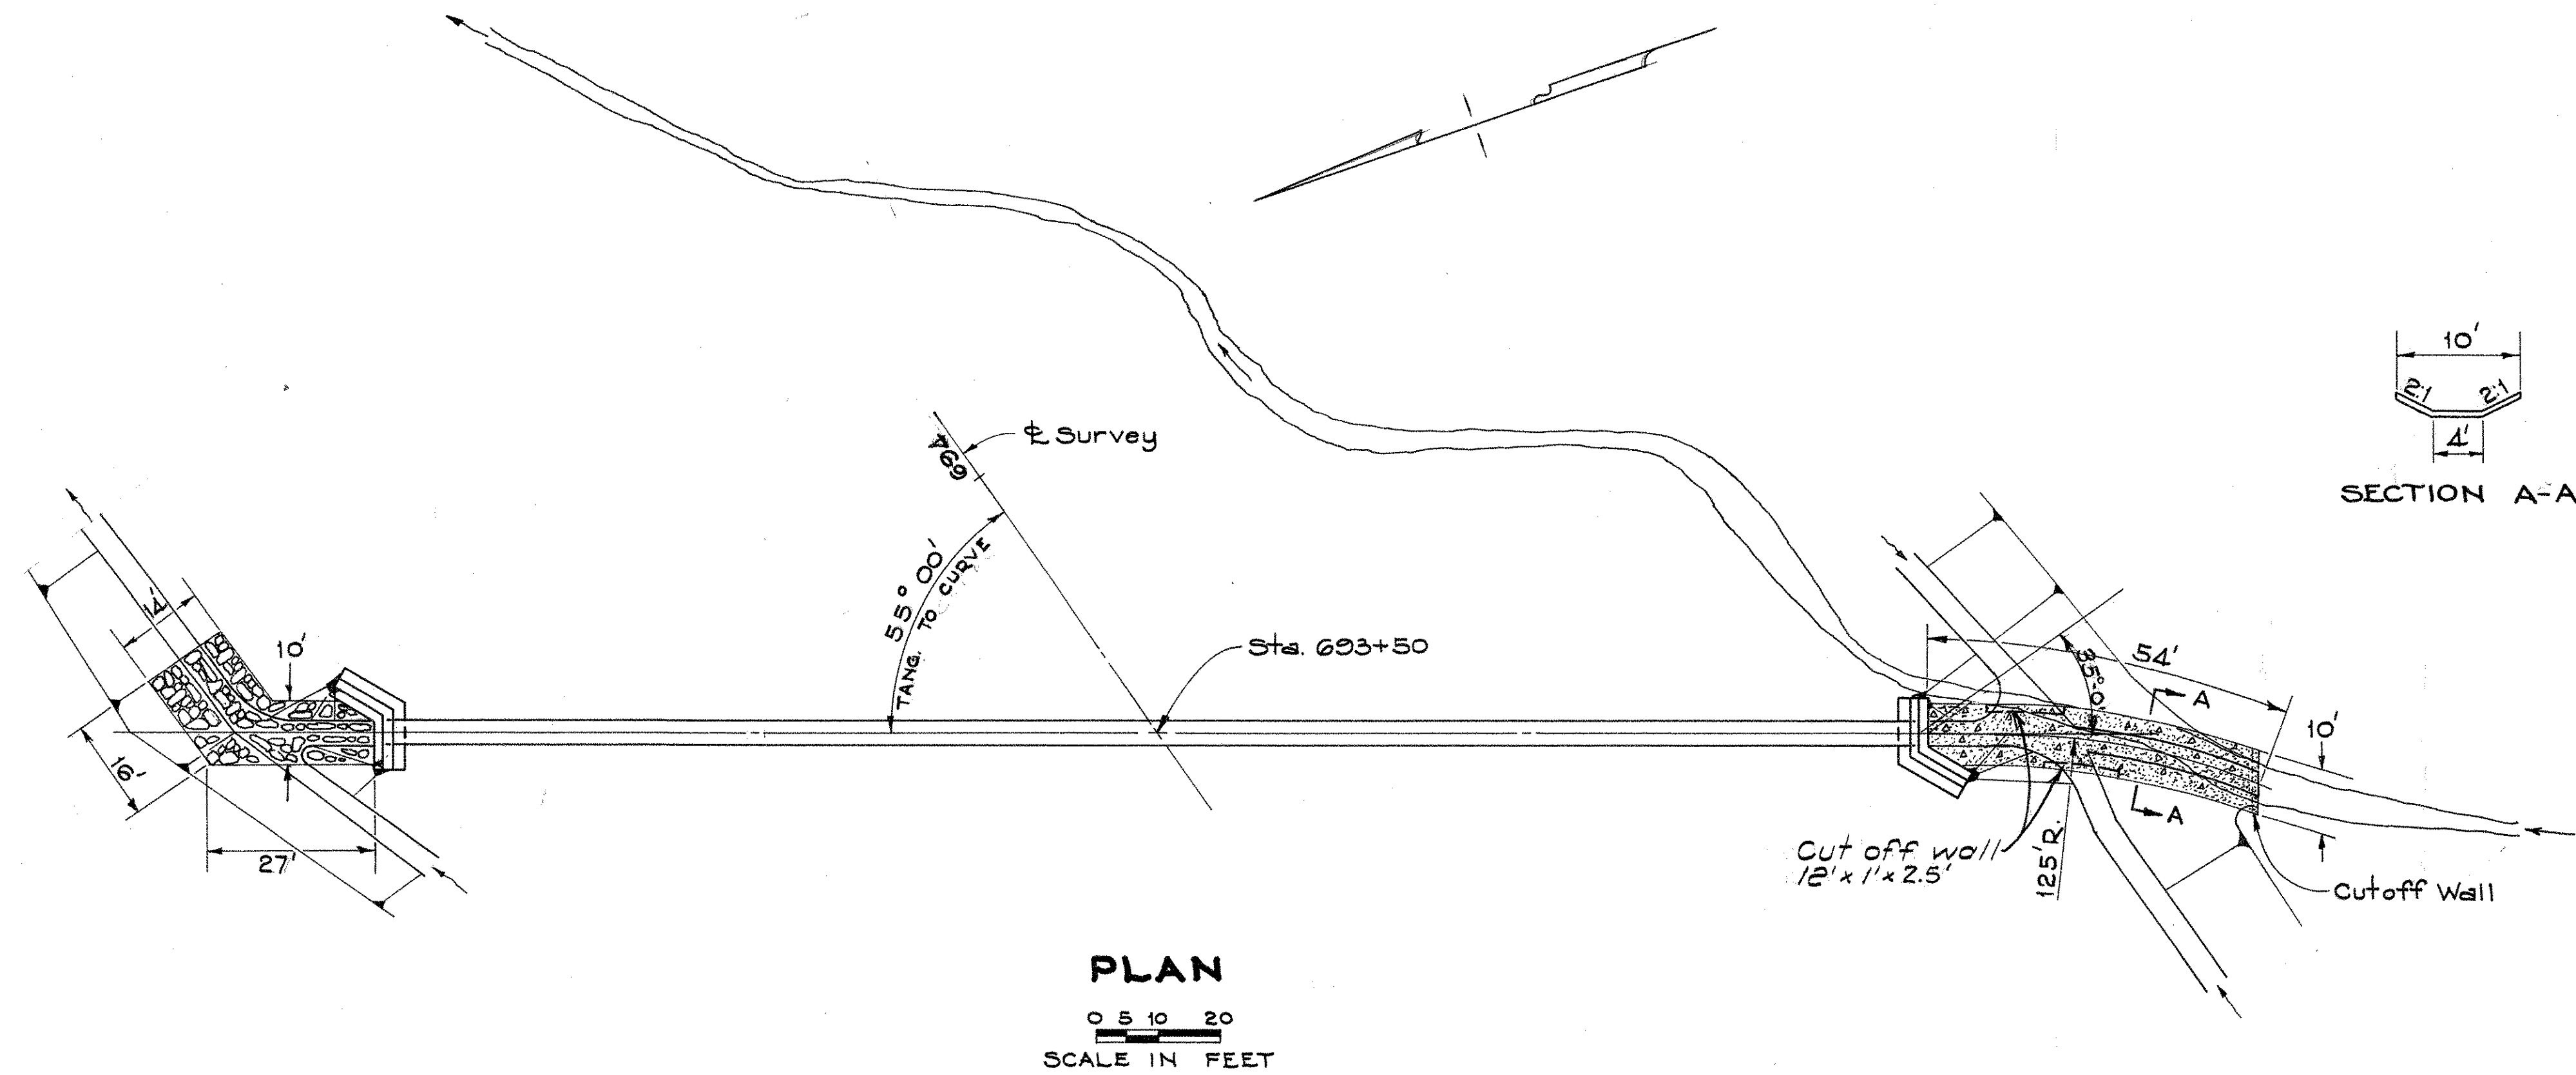 ℄ Survey
694
55° 00'
TANG. TO CURVE
Sta. 693+50
14'
10'
16'
27'
54'
35°-0'
A
A
10'
125' R.
Cut off wall
12' x 1' x 2.5'
Cutoff Wall
10'
2:1 2:1
4'
SECTION A-A
PLAN
0 5 10 20
SCALE IN FEET